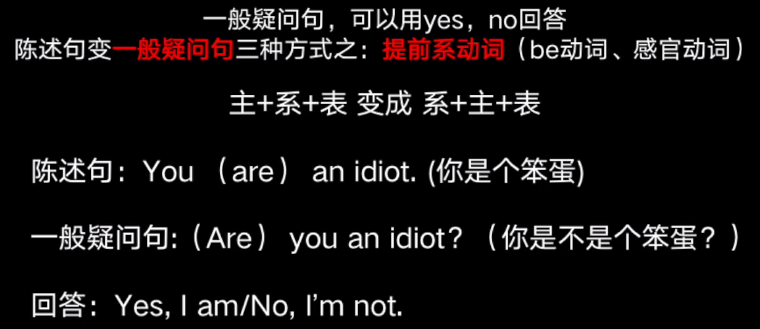 一般疑问句，可以用yes，no回答
陈述句变一般疑问句三种方式之：提前系动词（be动词、感官动词）
主+系+表 变成 系+主+表
陈述句：You （are） an idiot. (你是个笨蛋)
一般疑问句:（Are） you an idiot？（你是不是个笨蛋？）
回答：Yes, I am/No, I’m not.